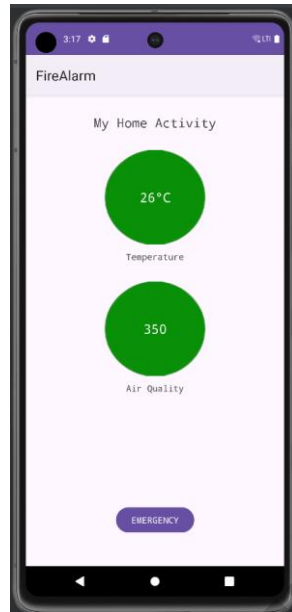 3:17
FireAlarm
My Home Activity
26°C
Temperature
350
Air Quality
EMERGENCY